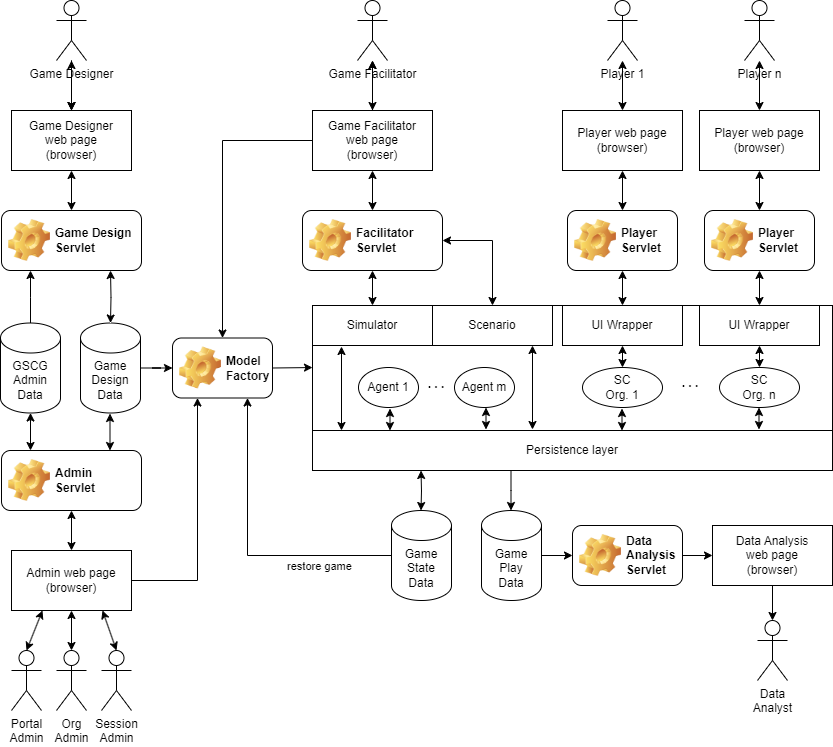 Game Designer
Game Facilitator
Player 1
Player n
Game Designer
web page
(browser)
Game Facilitator
web page
(browser)
Player web page
(browser)
Player web page
(browser)
Game Design
Servlet
Facilitator
Servlet
Player
Servlet
Player
Servlet
Simulator
Scenario
UI Wrapper
UI Wrapper
GSCG
Admin
Data
Game
Design
Data
Model
Factory
Agent 1
. . .
Agent m
SC
Org. 1
. . .
SC
Org. n
Persistence layer
Admin
Servlet
Game
State
Data
Game
Play
Data
Data
Analysis
Servlet
Data Analysis
web page
(browser)
restore game
Admin web page
(browser)
Portal
Admin
Org
Admin
Session
Admin
Data
Analyst